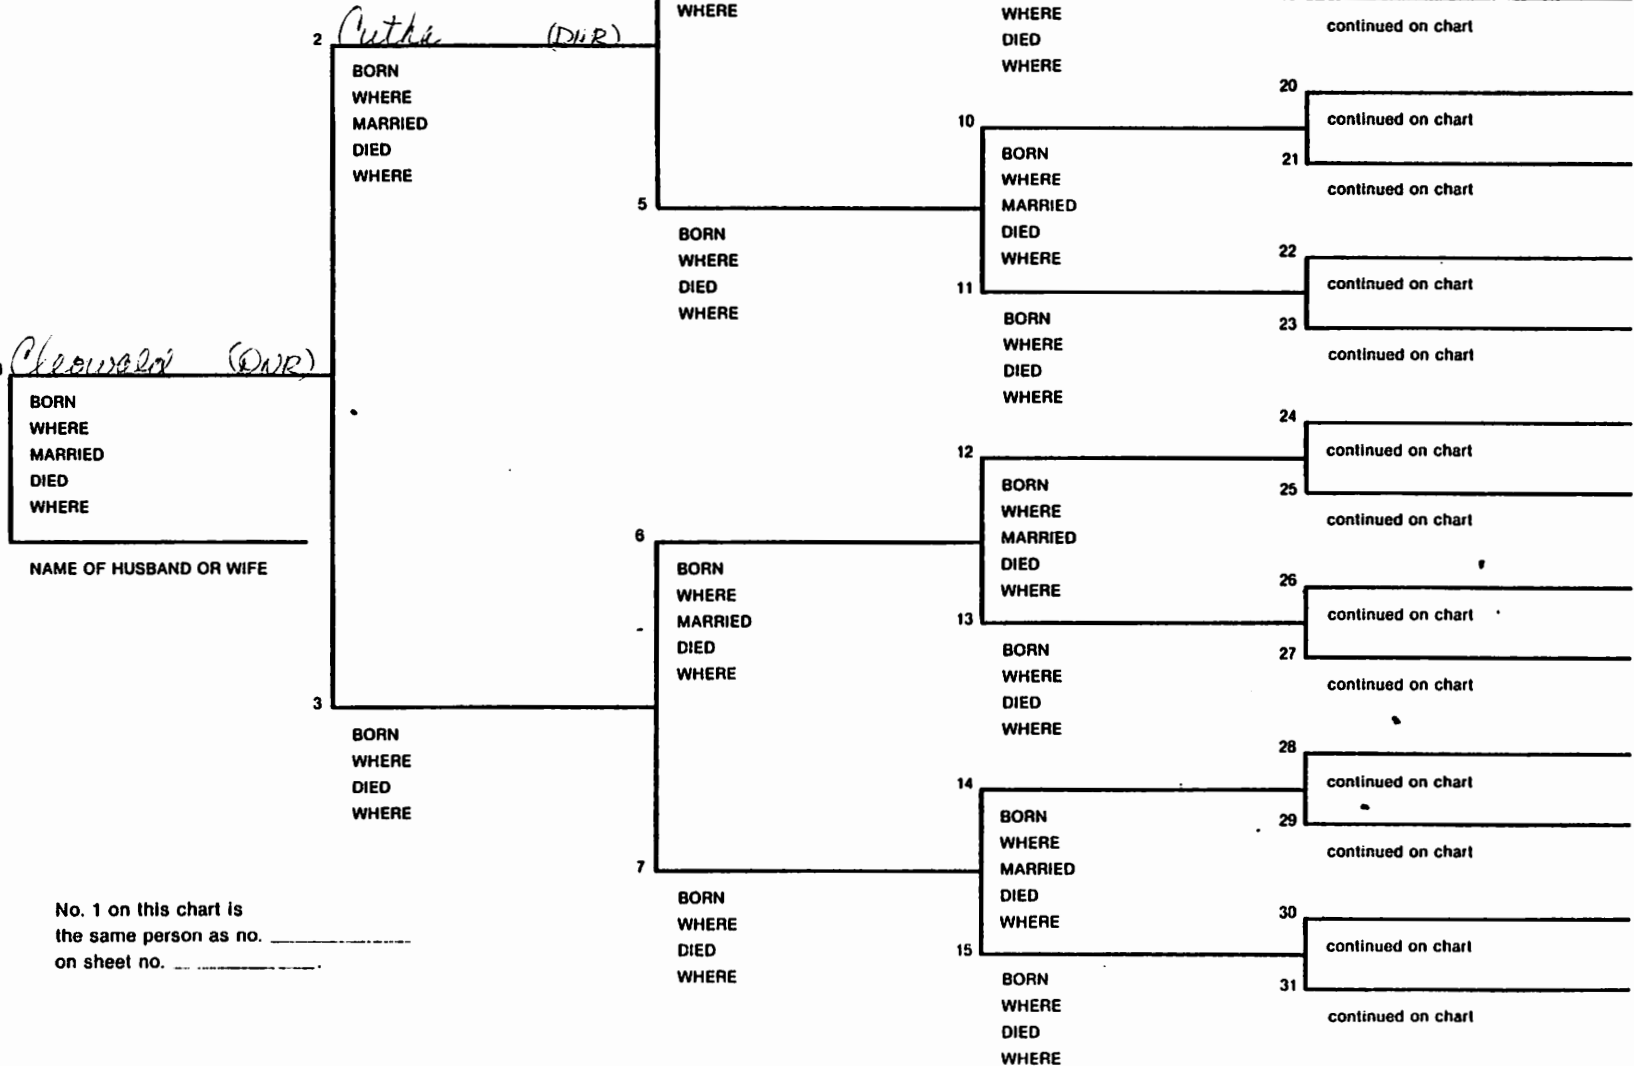 2 Cutha (DNR)
BORN
WHERE
MARRIED
DIED
WHERE
Cleowald (DNR)
BORN
WHERE
MARRIED
DIED
WHERE
NAME OF HUSBAND OR WIFE
3
BORN
WHERE
DIED
WHERE
No. 1 on this chart is
the same person as no.
on sheet no.
WHERE
5
BORN
WHERE
DIED
WHERE
6
BORN
WHERE
MARRIED
DIED
WHERE
7
BORN
WHERE
DIED
WHERE
WHERE
DIED
WHERE
10
BORN
WHERE
MARRIED
DIED
WHERE
11
BORN
WHERE
DIED
WHERE
12
BORN
WHERE
MARRIED
DIED
WHERE
13
BORN
WHERE
DIED
WHERE
14
BORN
WHERE
MARRIED
DIED
WHERE
15
BORN
WHERE
DIED
WHERE
continued on chart
20
continued on chart
21
continued on chart
22
continued on chart
23
continued on chart
24
continued on chart
25
continued on chart
26
continued on chart
27
continued on chart
28
continued on chart
29
continued on chart
30
continued on chart
31
continued on chart